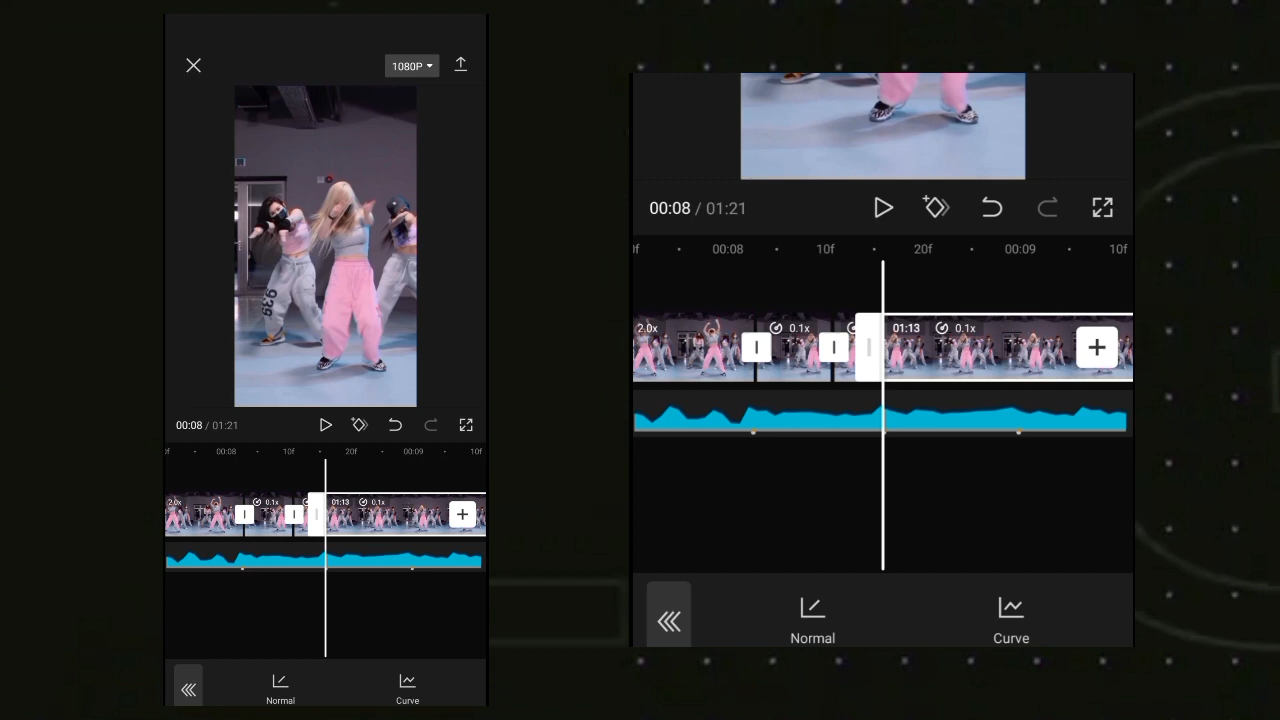 1080P
939
00:08 / 01:21
0f 00:08 10f 20f 00:09 10f
2.0x 0.1x 01:13 0.1x
Normal Curve
00:08 / 01:21
0f 00:08 10f 20f 00:09 10f
2.0x 0.1x 01:13 0.1x
Normal Curve